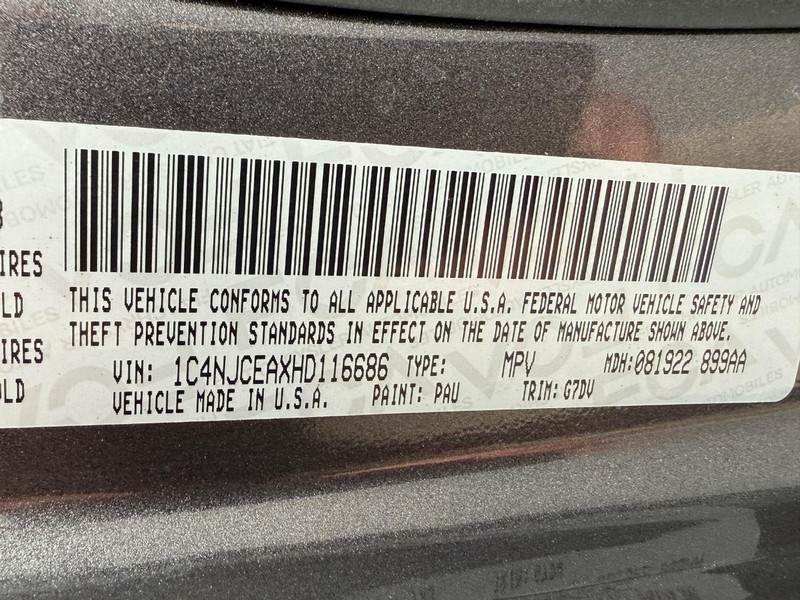 IRES
LD
IRES
OLD
THIS VEHICLE CONFORMS TO ALL APPLICABLE U.S.A. FEDERAL MOTOR VEHICLE SAFETY AND
THEFT PREVENTION STANDARDS IN EFFECT ON THE DATE OF MANUFACTURE SHOWN ABOVE.
VIN: 1C4NJCEAXHD116686 TYPE: MPV MDH:081922 899AA
VEHICLE MADE IN U.S.A. PAINT: PAU TRIM: G7DV